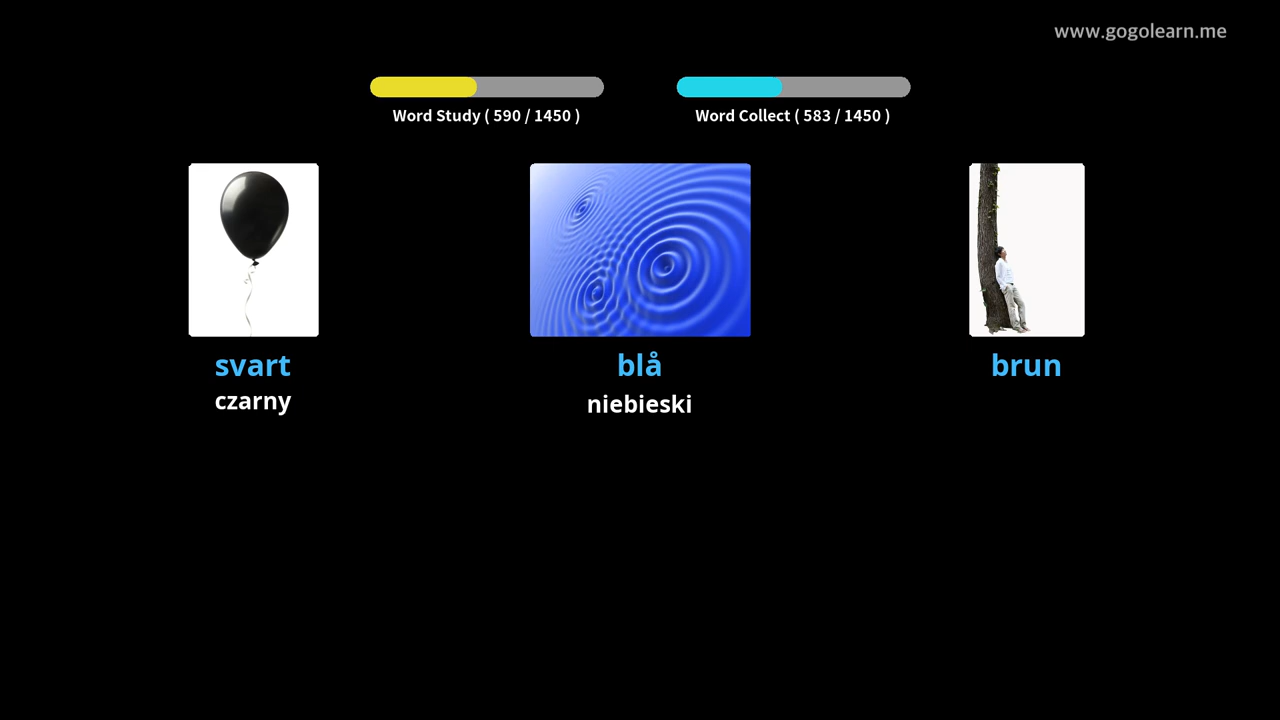 www.gogolearn.me
Word Study ( 590 / 1450 )
Word Collect ( 583 / 1450 )
svart
czarny
blå
niebieski
brun